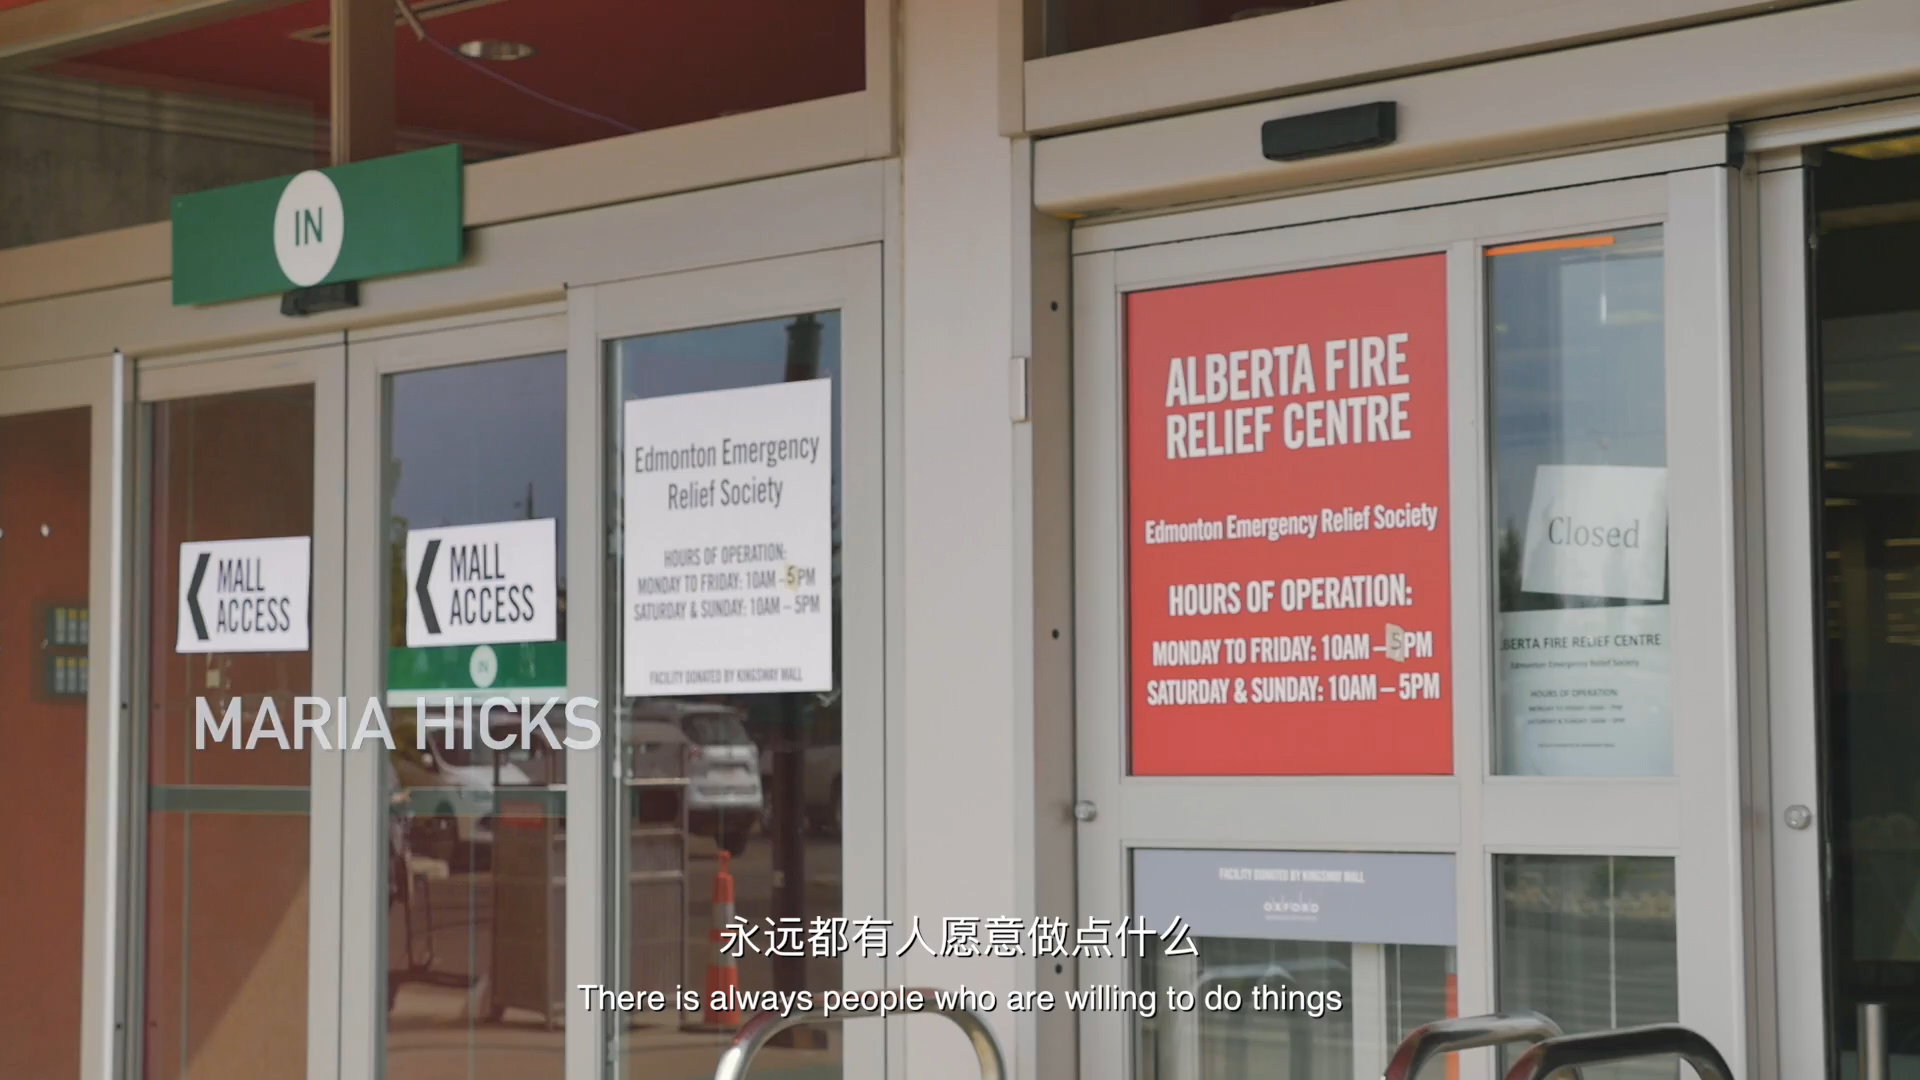 IN
MALL
ACCESS
MALL
ACCESS
IN
Edmonton Emergency
Relief Society
HOURS OF OPERATION:
MONDAY TO FRIDAY: 10AM – 5PM
SATURDAY & SUNDAY: 10AM – 5PM
FACILITY DONATED BY KINGSWAY MALL
ALBERTA FIRE
RELIEF CENTRE
Edmonton Emergency Relief Society
HOURS OF OPERATION:
MONDAY TO FRIDAY: 10AM – 5PM
SATURDAY & SUNDAY: 10AM – 5PM
FACILITY DONATED BY KINGSWAY MALL
OXFORD
Closed
BERTA FIRE RELIEF CENTRE
Edmonton Emergency Relief Society
HOURS OF OPERATION
MARIA HICKS
永远都有人愿意做点什么
There is always people who are willing to do things